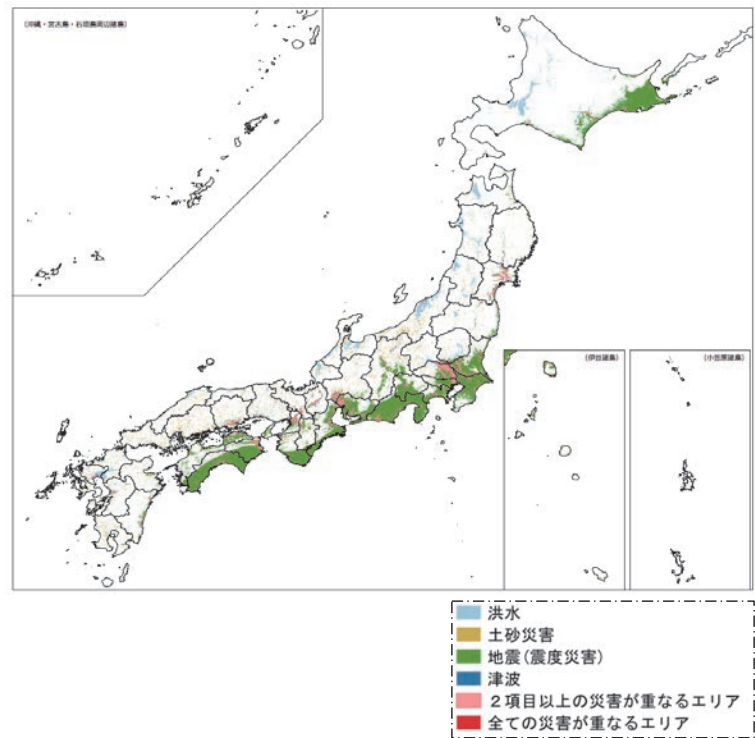 (沖縄・宮古島・石垣島周辺諸島)
(伊豆諸島)
(小笠原諸島)
洪水
土砂災害
地震(震度災害)
津波
２項目以上の災害が重なるエリア
全ての災害が重なるエリア